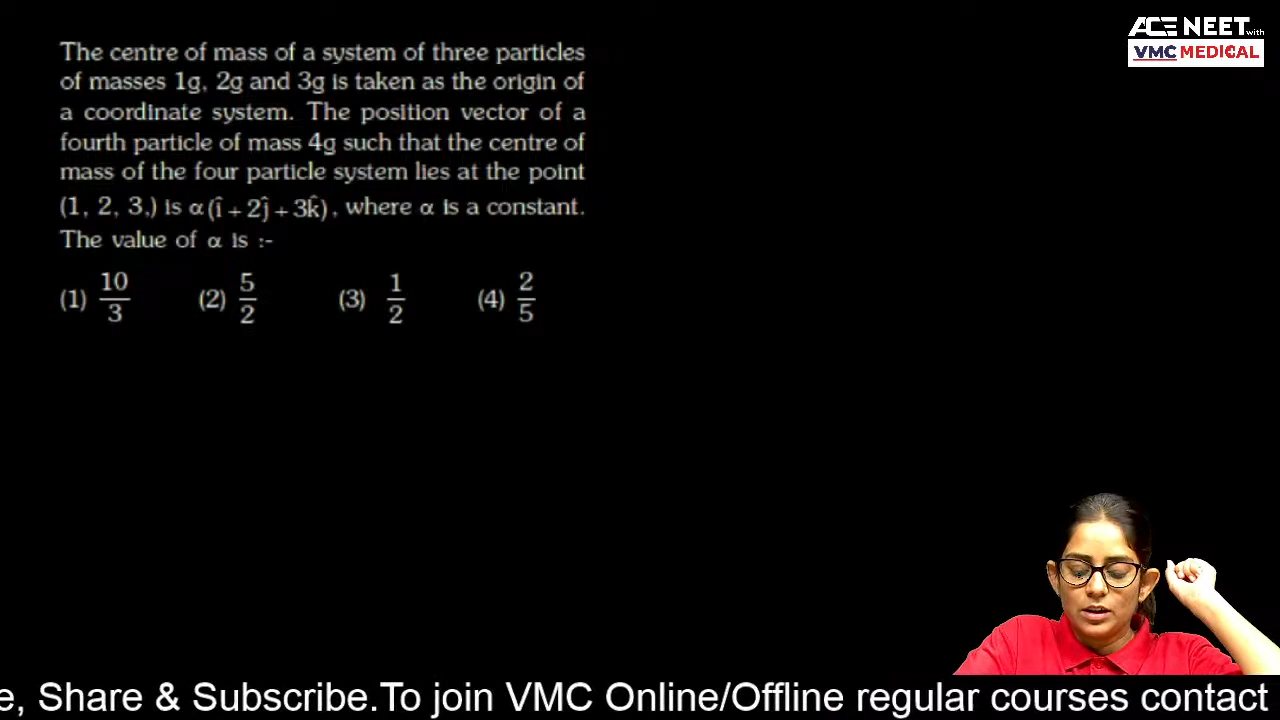 ACE NEET with
VMC MEDICAL
The centre of mass of a system of three particles
of masses 1g, 2g and 3g is taken as the origin of
a coordinate system. The position vector of a
fourth particle of mass 4g such that the centre of
mass of the four particle system lies at the point
(1, 2, 3,) is α(î + 2ĵ + 3k̂), where α is a constant.
The value of α is :-
(1) 10/3 (2) 5/2 (3) 1/2 (4) 2/5
e, Share & Subscribe.To join VMC Online/Offline regular courses contact